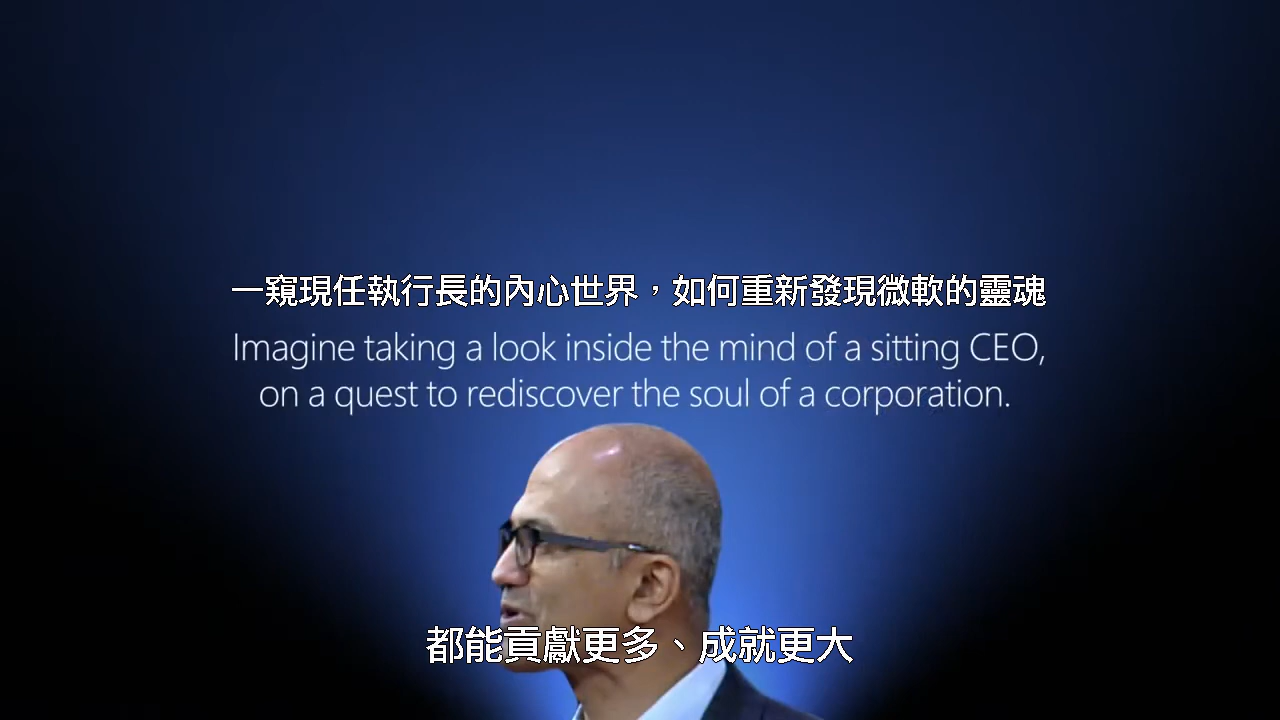 一窺現任執行長的內心世界，如何重新發現微軟的靈魂
Imagine taking a look inside the mind of a sitting CEO,
on a quest to rediscover the soul of a corporation.
都能貢獻更多、成就更大